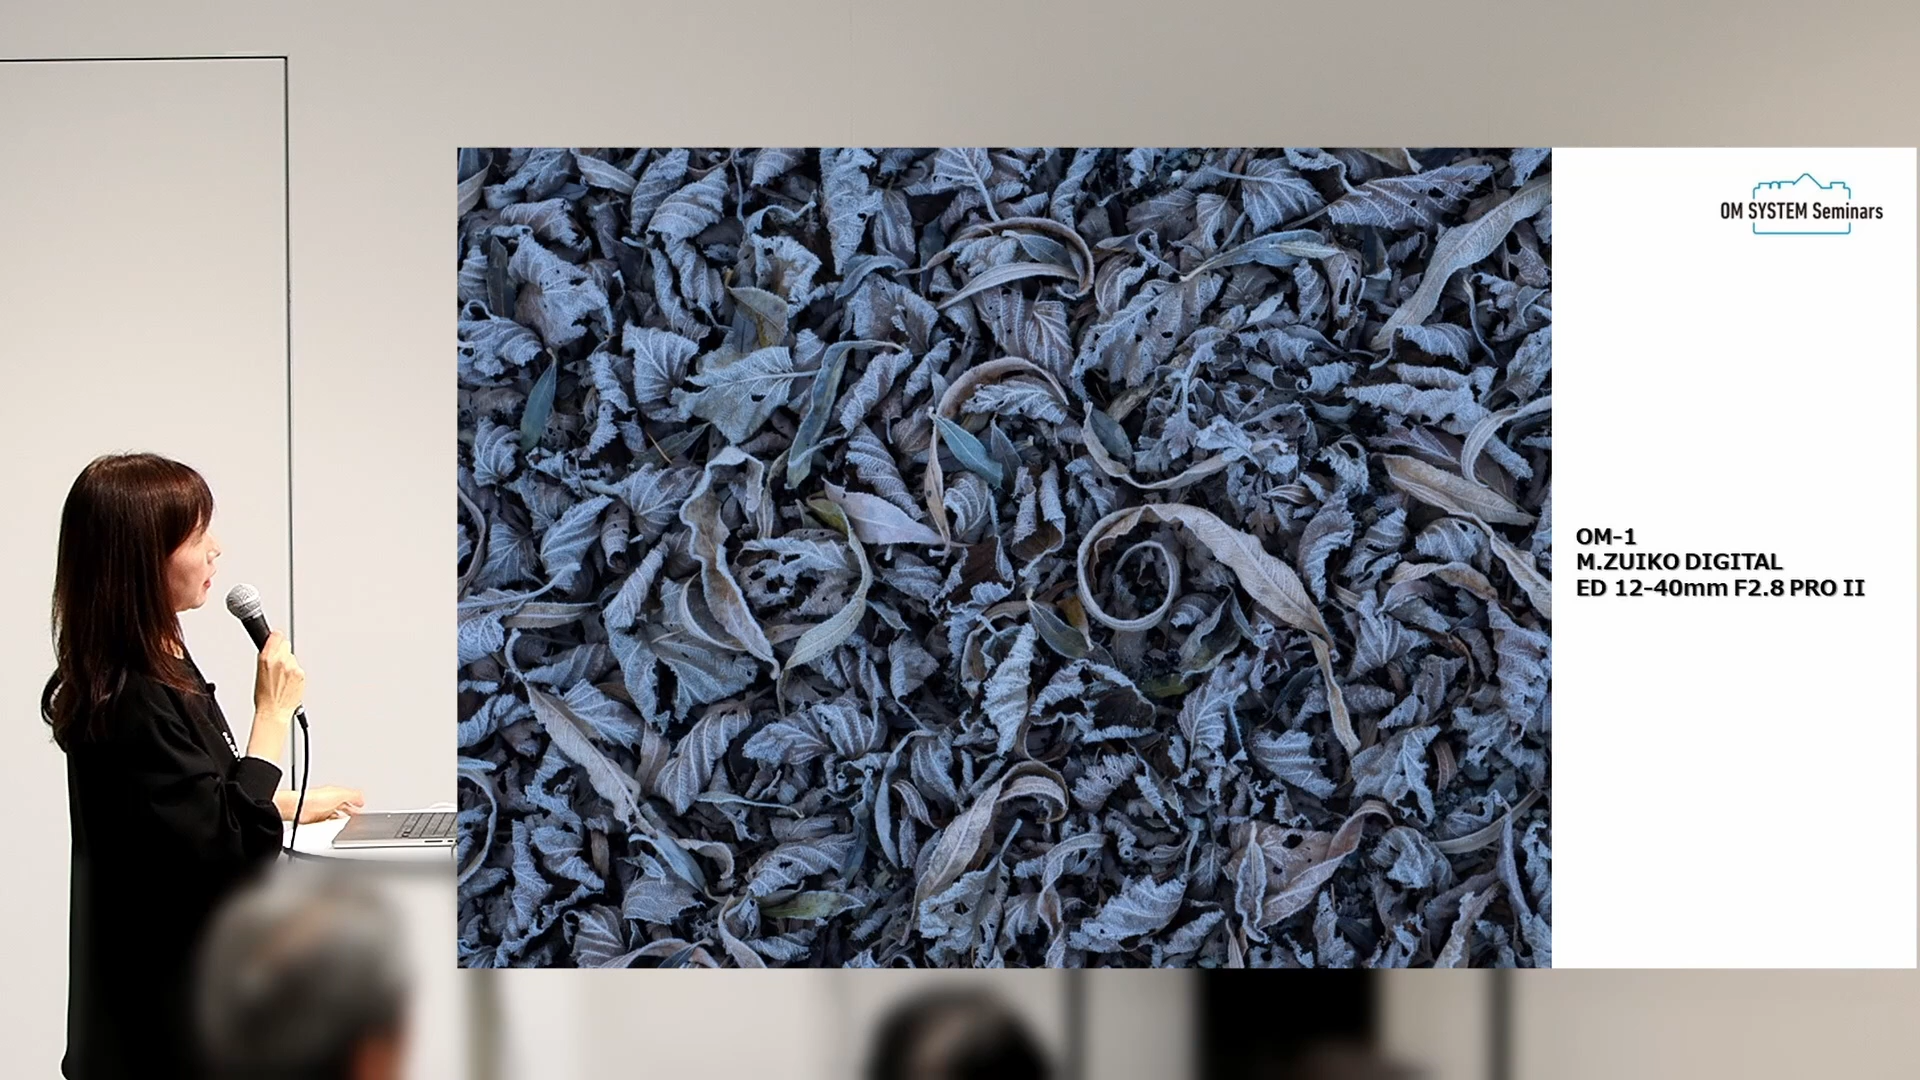 OM SYSTEM Seminars
OM-1
M.ZUIKO DIGITAL
ED 12-40mm F2.8 PRO II